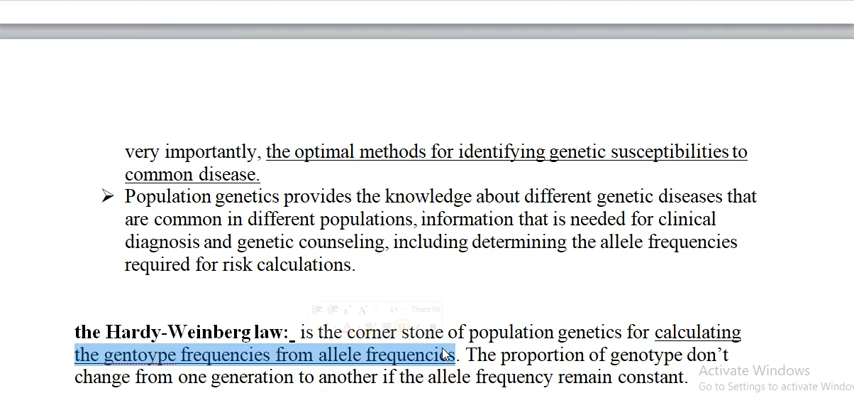 very importantly, the optimal methods for identifying genetic susceptibilities to
common disease.
➢ Population genetics provides the knowledge about different genetic diseases that
are common in different populations, information that is needed for clinical
diagnosis and genetic counseling, including determining the allele frequencies
required for risk calculations.
14 Times Ne
the Hardy-Weinberg law: is the corner stone of population genetics for calculating
the gentoype frequencies from allele frequencies. The proportion of genotype don't
change from one generation to another if the allele frequency remain constant.
Activate Windows
Go to Settings to activate Windo